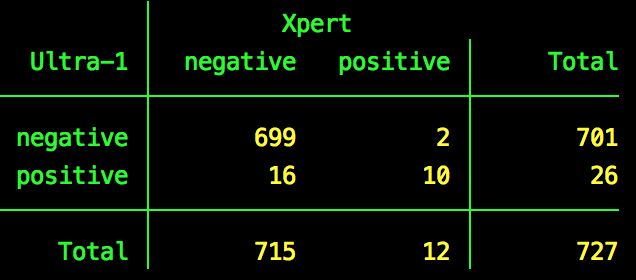 Xpert
Ultra-1 negative positive Total
negative 699 2 701
positive 16 10 26
Total 715 12 727